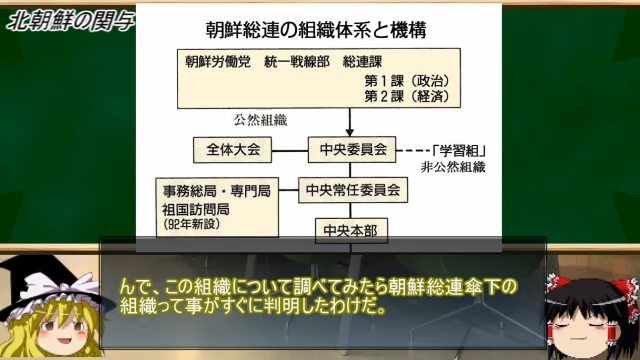 北朝鮮の関与
朝鮮総連の組織体系と機構
朝鮮労働党 統一戦線部 総連課
第1課(政治)
第2課(経済)
公然組織
全体大会
中央委員会
「学習組」
非公然組織
事務総局・専門局
祖国訪問局
(92年新設)
中央常任委員会
中央本部
んで、この組織について調べてみたら朝鮮総連傘下の
組織って事がすぐに判明したわけだ。